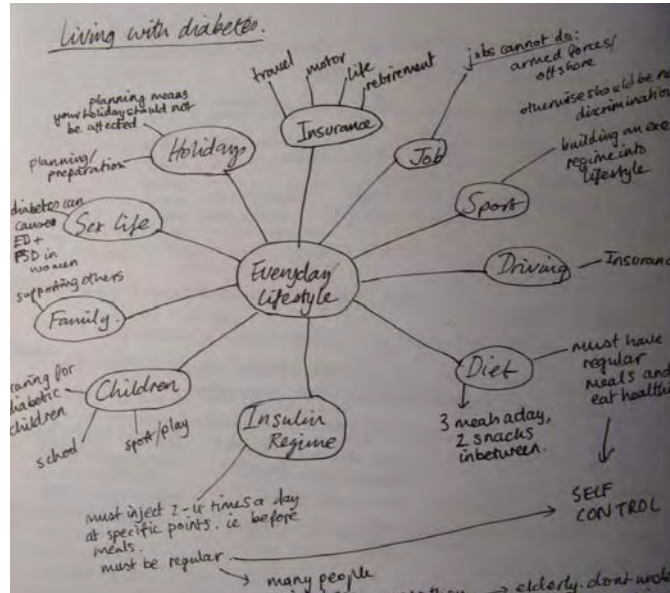 Living with diabetes.
travel
motor
life
retirement
Insurance
jobs cannot do:
armed forces/
offshore
otherwise should be no
discrimination
Job
planning means
your holiday should not
be affected
planning/
preparation
Holidays
building an exe
regime into
lifestyle
Sport
diabetes can
cause
ED +
FSD in
women
Sex life
Everyday
Lifestyle
Driving
Insurance
supporting others
Family.
Diet
must have
regular
meals and
eat health
3 meals a day,
2 snacks
inbetween.
caring for
diabetic
children
Children
school
sport/play
Insulin
Regime
must inject 2-4 times a day
at specific points. ie before
meals.
must be regular
SELF
CONTROL
many people
elderly. dont unde